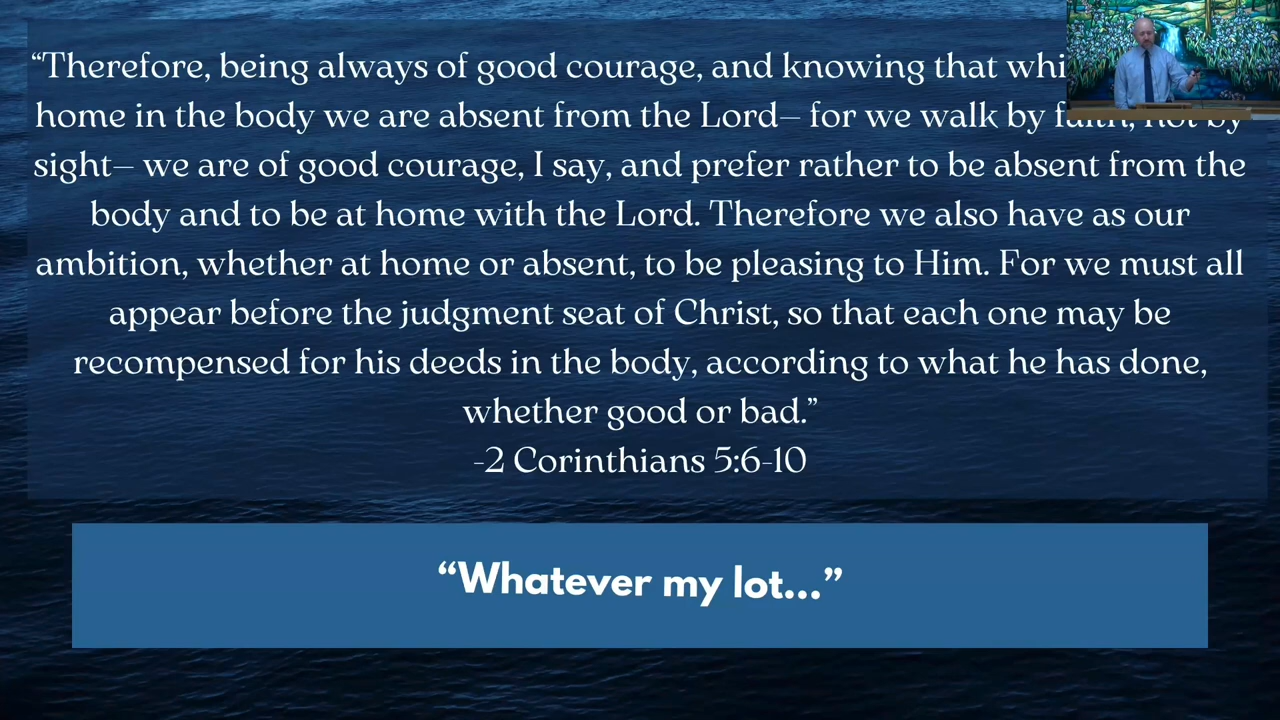 “Therefore, being always of good courage, and knowing that whi
home in the body we are absent from the Lord— for we walk by faith, not by
sight— we are of good courage, I say, and prefer rather to be absent from the
body and to be at home with the Lord. Therefore we also have as our
ambition, whether at home or absent, to be pleasing to Him. For we must all
appear before the judgment seat of Christ, so that each one may be
recompensed for his deeds in the body, according to what he has done,
whether good or bad.”
-2 Corinthians 5:6-10
“Whatever my lot...”